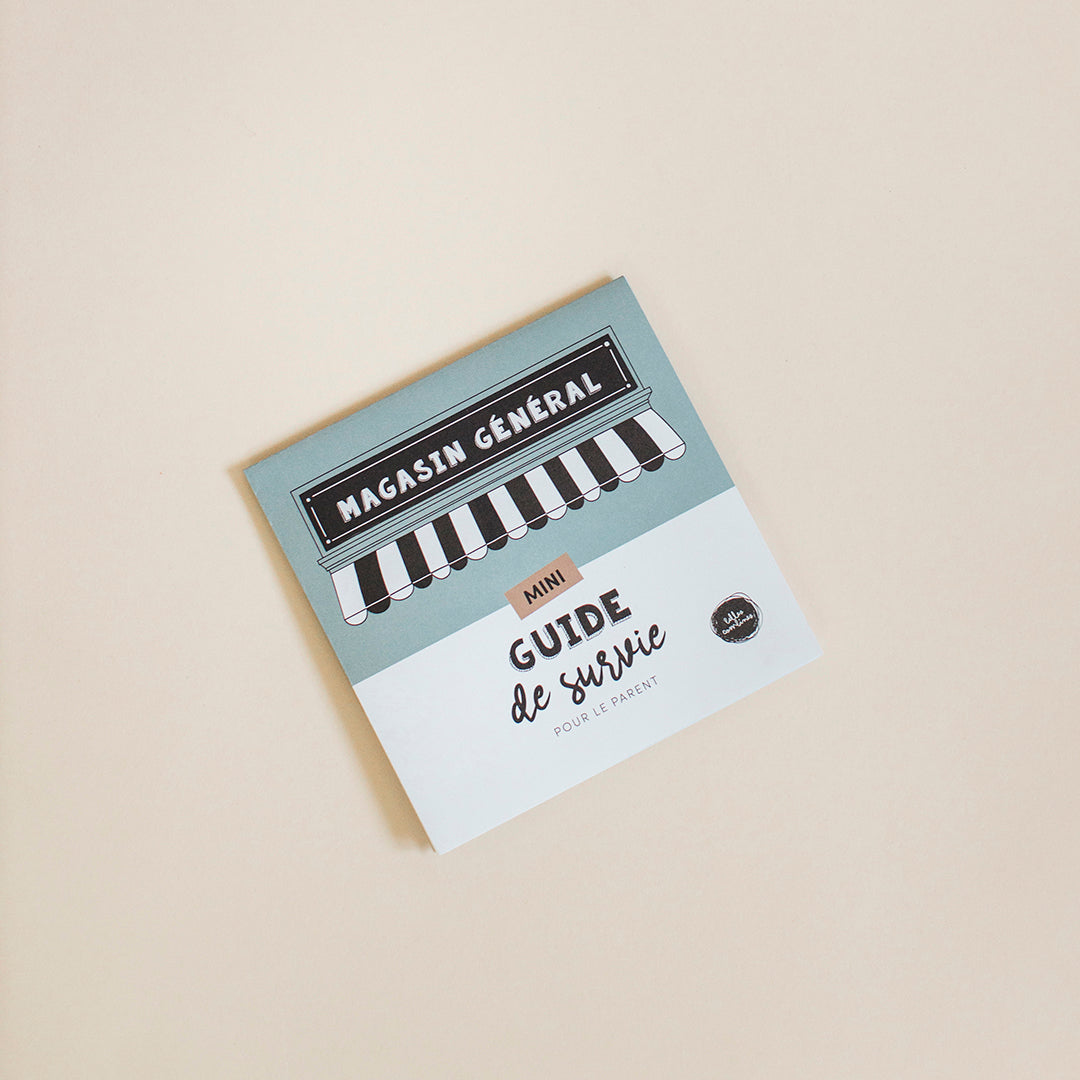 MAGASIN GÉNÉRAL
MINI
GUIDE
de survie
POUR LE PARENT